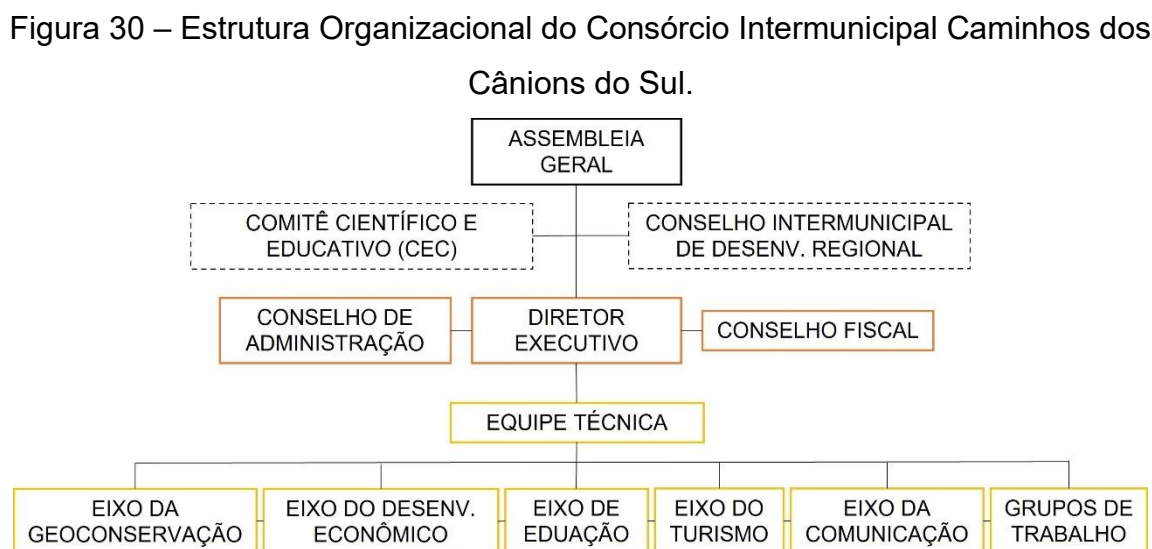 Figura 30 – Estrutura Organizacional do Consórcio Intermunicipal Caminhos dos
Cânions do Sul.
ASSEMBLEIA
GERAL
COMITÊ CIENTÍFICO E
EDUCATIVO (CEC)
CONSELHO INTERMUNICIPAL
DE DESENV. REGIONAL
CONSELHO DE
ADMINISTRAÇÃO
DIRETOR
EXECUTIVO
CONSELHO FISCAL
EQUIPE TÉCNICA
EIXO DA
GEOCONSERVAÇÃO
EIXO DO DESENV.
ECONÔMICO
EIXO DE
EDUAÇÃO
EIXO DO
TURISMO
EIXO DA
COMUNICAÇÃO
GRUPOS DE
TRABALHO